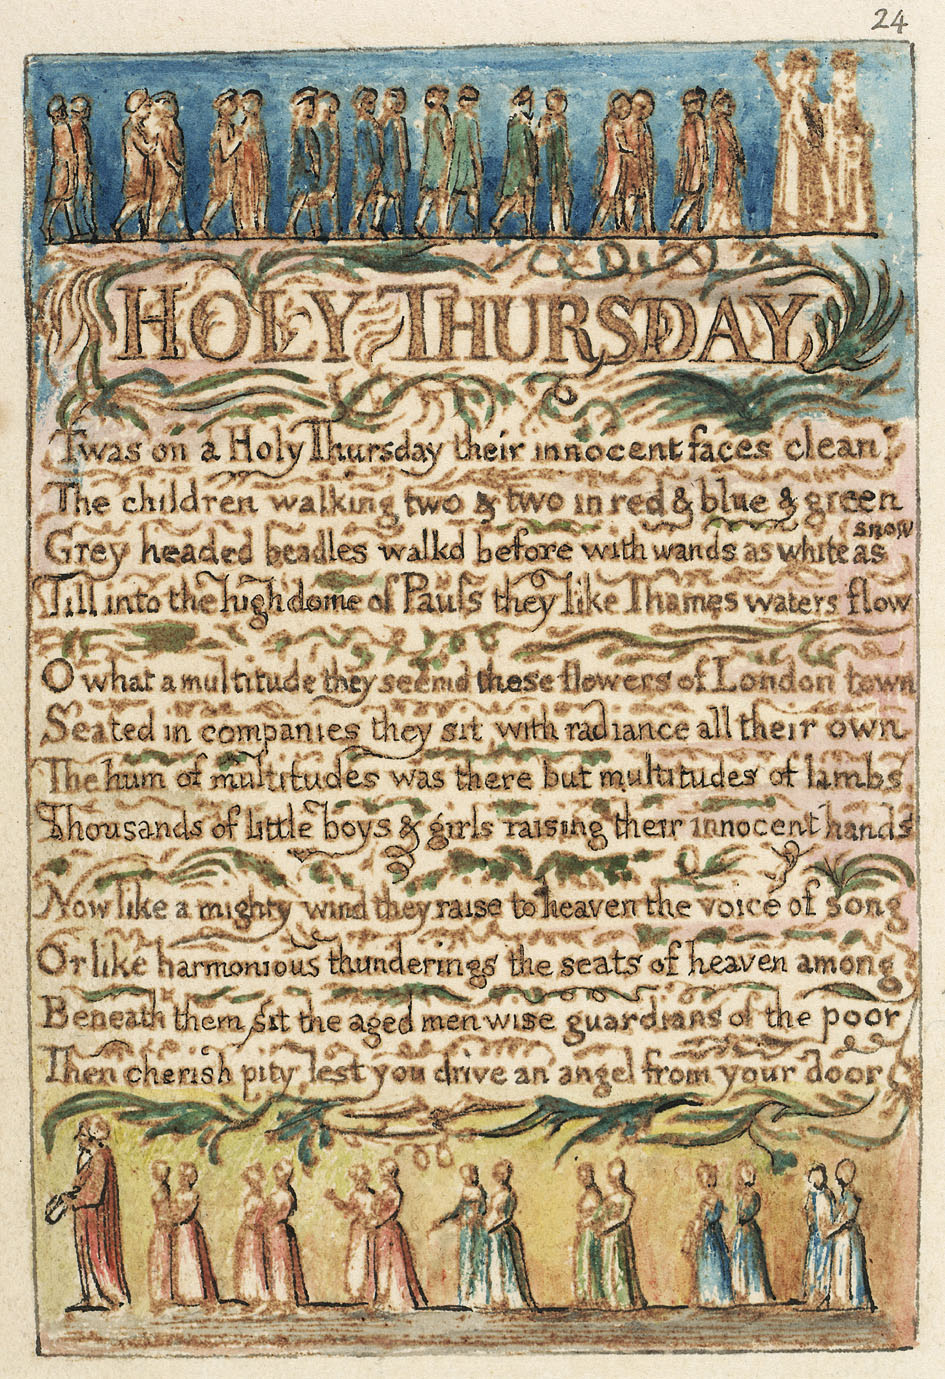 24
HOLY THURSDAY
Twas on a Holy Thursday their innocent faces clean
The children walking two & two in red & blue & green
Grey headed beadles walkd before with wands as white as snow
Till into the high dome of Pauls they like Thames waters flow
O what a multitude they seemd these flowers of London town
Seated in companies they sit with radiance all their own
The hum of multitudes was there but multitudes of lambs
Thousands of little boys & girls raising their innocent hands
Now like a mighty wind they raise to heaven the voice of song
Or like harmonious thunderings the seats of heaven among
Beneath them sit the aged men wise guardians of the poor
Then cherish pity, lest you drive an angel from your door